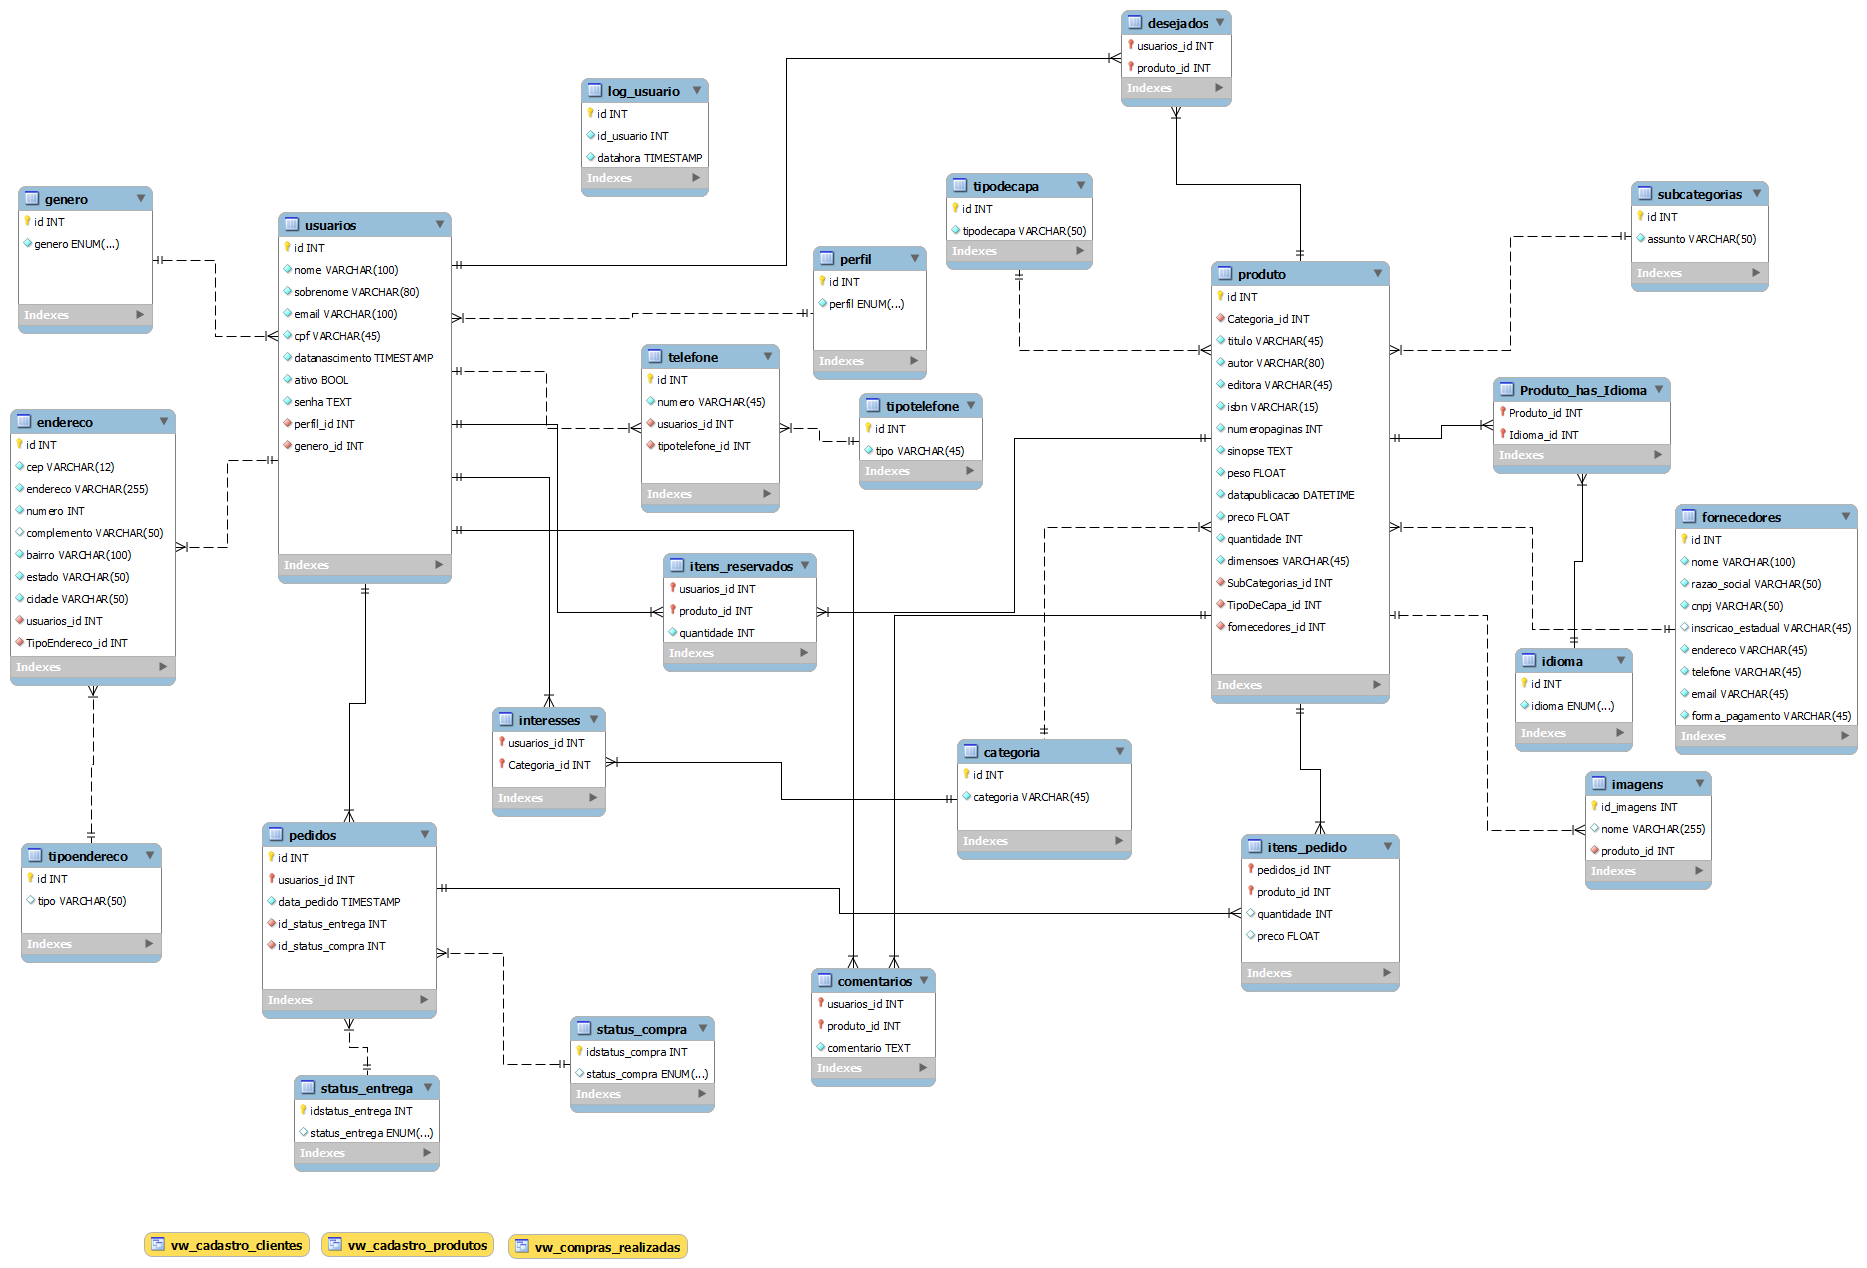 desejados
usuarios_id INT
produto_id INT
Indexes
log_usuario
id INT
id_usuario INT
datahora TIMESTAMP
Indexes
genero
id INT
genero ENUM(...)
Indexes
usuarios
id INT
nome VARCHAR(100)
sobrenome VARCHAR(80)
email VARCHAR(100)
cpf VARCHAR(45)
datanascimento TIMESTAMP
ativo BOOL
senha TEXT
perfil_id INT
genero_id INT
Indexes
perfil
id INT
perfil ENUM(...)
Indexes
tipodecapa
id INT
tipodecapa VARCHAR(50)
Indexes
subcategorias
id INT
assunto VARCHAR(50)
Indexes
produto
id INT
Categoria_id INT
titulo VARCHAR(45)
autor VARCHAR(80)
editora VARCHAR(45)
isbn VARCHAR(15)
numeropaginas INT
sinopse TEXT
peso FLOAT
datapublicacao DATETIME
preco FLOAT
quantidade INT
dimensoes VARCHAR(45)
SubCategorias_id INT
TipoDeCapa_id INT
fornecedores_id INT
Indexes
telefone
id INT
numero VARCHAR(45)
usuarios_id INT
tipotelefone_id INT
Indexes
tipotelefone
id INT
tipo VARCHAR(45)
Indexes
Produto_has_Idioma
Produto_id INT
Idioma_id INT
Indexes
endereco
id INT
cep VARCHAR(12)
endereco VARCHAR(255)
numero INT
complemento VARCHAR(50)
bairro VARCHAR(100)
estado VARCHAR(50)
cidade VARCHAR(50)
usuarios_id INT
TipoEndereco_id INT
Indexes
fornecedores
id INT
nome VARCHAR(100)
razao_social VARCHAR(50)
cnpj VARCHAR(50)
inscricao_estadual VARCHAR(45)
endereco VARCHAR(45)
telefone VARCHAR(45)
email VARCHAR(45)
forma_pagamento VARCHAR(45)
Indexes
itens_reservados
usuarios_id INT
produto_id INT
quantidade INT
Indexes
idioma
id INT
idioma ENUM(...)
Indexes
interesses
usuarios_id INT
Categoria_id INT
Indexes
categoria
id INT
categoria VARCHAR(45)
Indexes
imagens
id_imagens INT
nome VARCHAR(255)
produto_id INT
Indexes
pedidos
id INT
usuarios_id INT
data_pedido TIMESTAMP
id_status_entrega INT
id_status_compra INT
Indexes
itens_pedido
pedidos_id INT
produto_id INT
quantidade INT
preco FLOAT
Indexes
tipoendereco
id INT
tipo VARCHAR(50)
Indexes
comentarios
usuarios_id INT
produto_id INT
comentario TEXT
Indexes
status_compra
idstatus_compra INT
status_compra ENUM(...)
Indexes
status_entrega
idstatus_entrega INT
status_entrega ENUM(...)
Indexes
vw_cadastro_clientes
vw_cadastro_produtos
vw_compras_realizadas